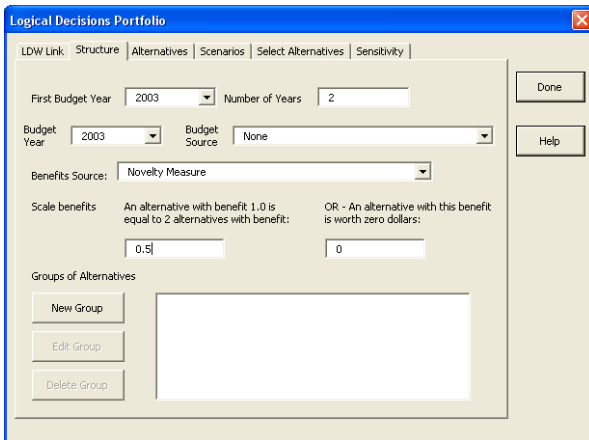 Logical Decisions Portfolio
LDW Link Structure Alternatives Scenarios Select Alternatives Sensitivity
Done
First Budget Year 2003 Number of Years 2
Budget Year 2003 Budget Source None
Help
Benefits Source: Novelty Measure
Scale benefits An alternative with benefit 1.0 is equal to 2 alternatives with benefit: OR - An alternative with this benefit is worth zero dollars:
0.5 0
Groups of Alternatives
New Group
Edit Group
Delete Group